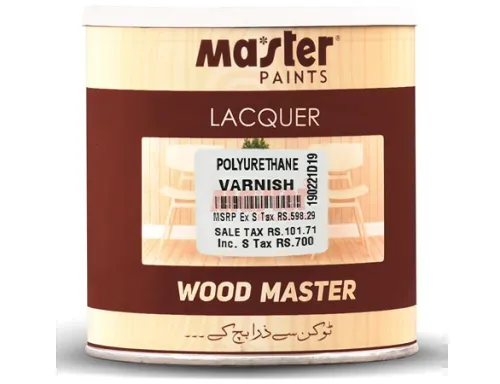 Master®
PAINTS
LACQUER
POLYURETHANE
VARNISH
190221D19
MSRP Ex S Tax RS.598.29
SALE TAX RS.101.71
Inc. S Tax RS.700
WOOD MASTER
ٹوکن سے ذرا بچ کے ...